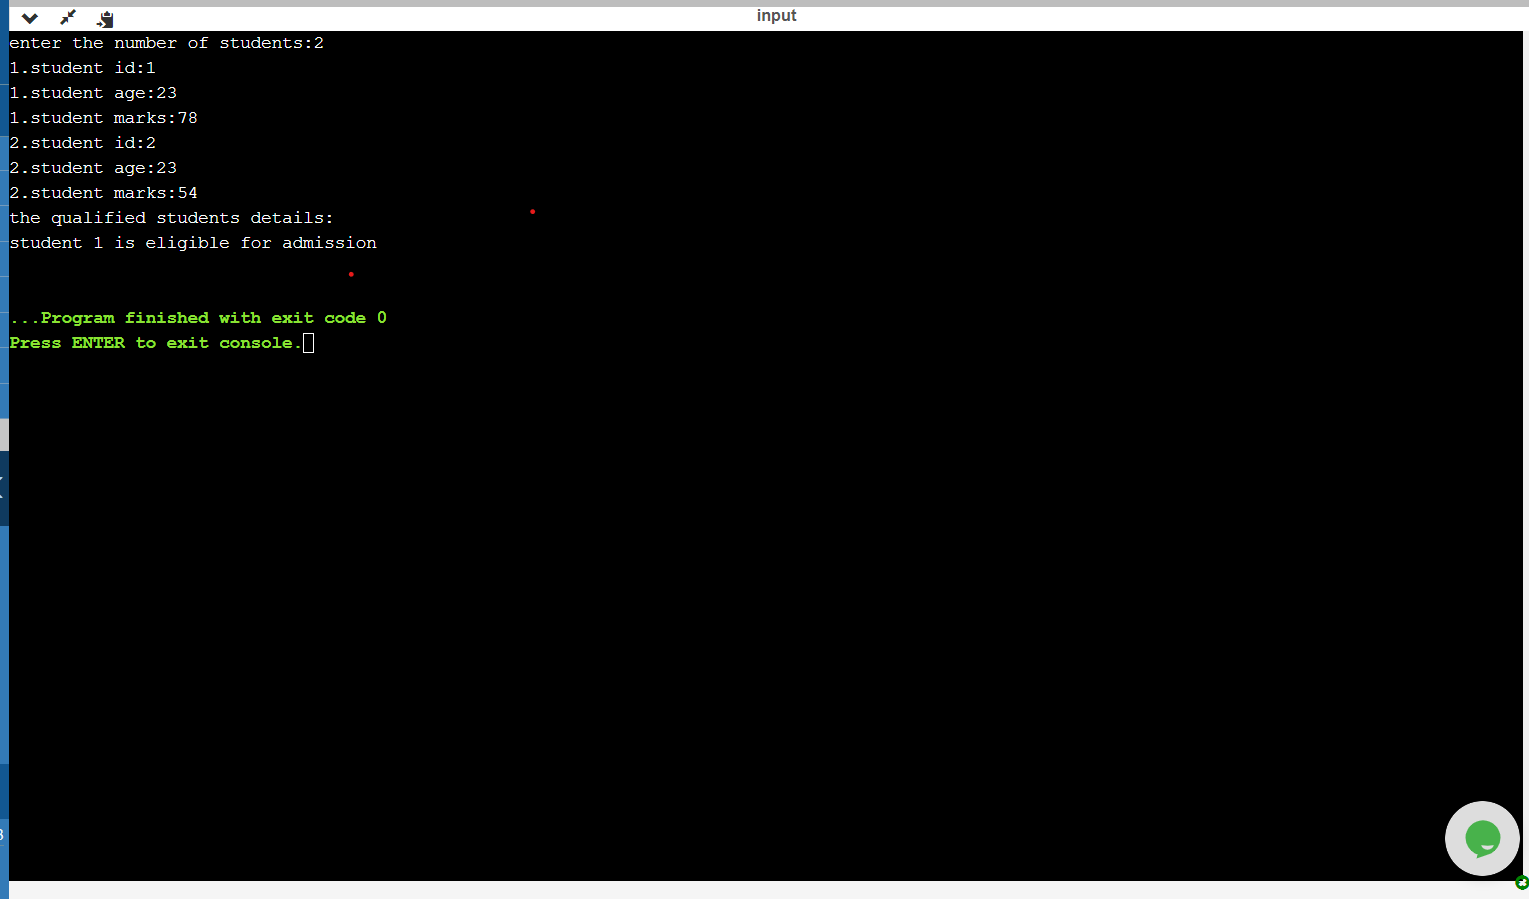 input
enter the number of students:2
1.student id:1
1.student age:23
1.student marks:78
2.student id:2
2.student age:23
2.student marks:54
the qualified students details:
student 1 is eligible for admission
...Program finished with exit code 0
Press ENTER to exit console.